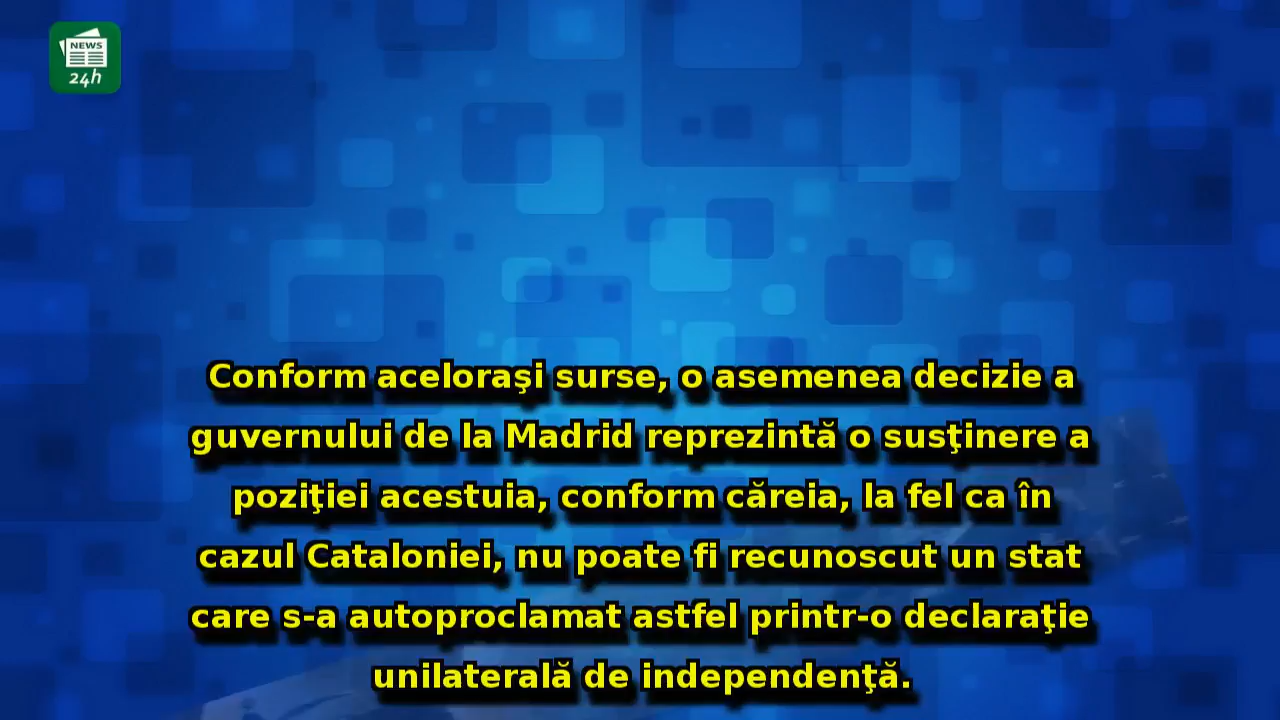 NEWS
24h
Conform aceloraşi surse, o asemenea decizie a
guvernului de la Madrid reprezintă o susţinere a
poziţiei acestuia, conform căreia, la fel ca în
cazul Cataloniei, nu poate fi recunoscut un stat
care s-a autoproclamat astfel printr-o declaraţie
unilaterală de independenţă.